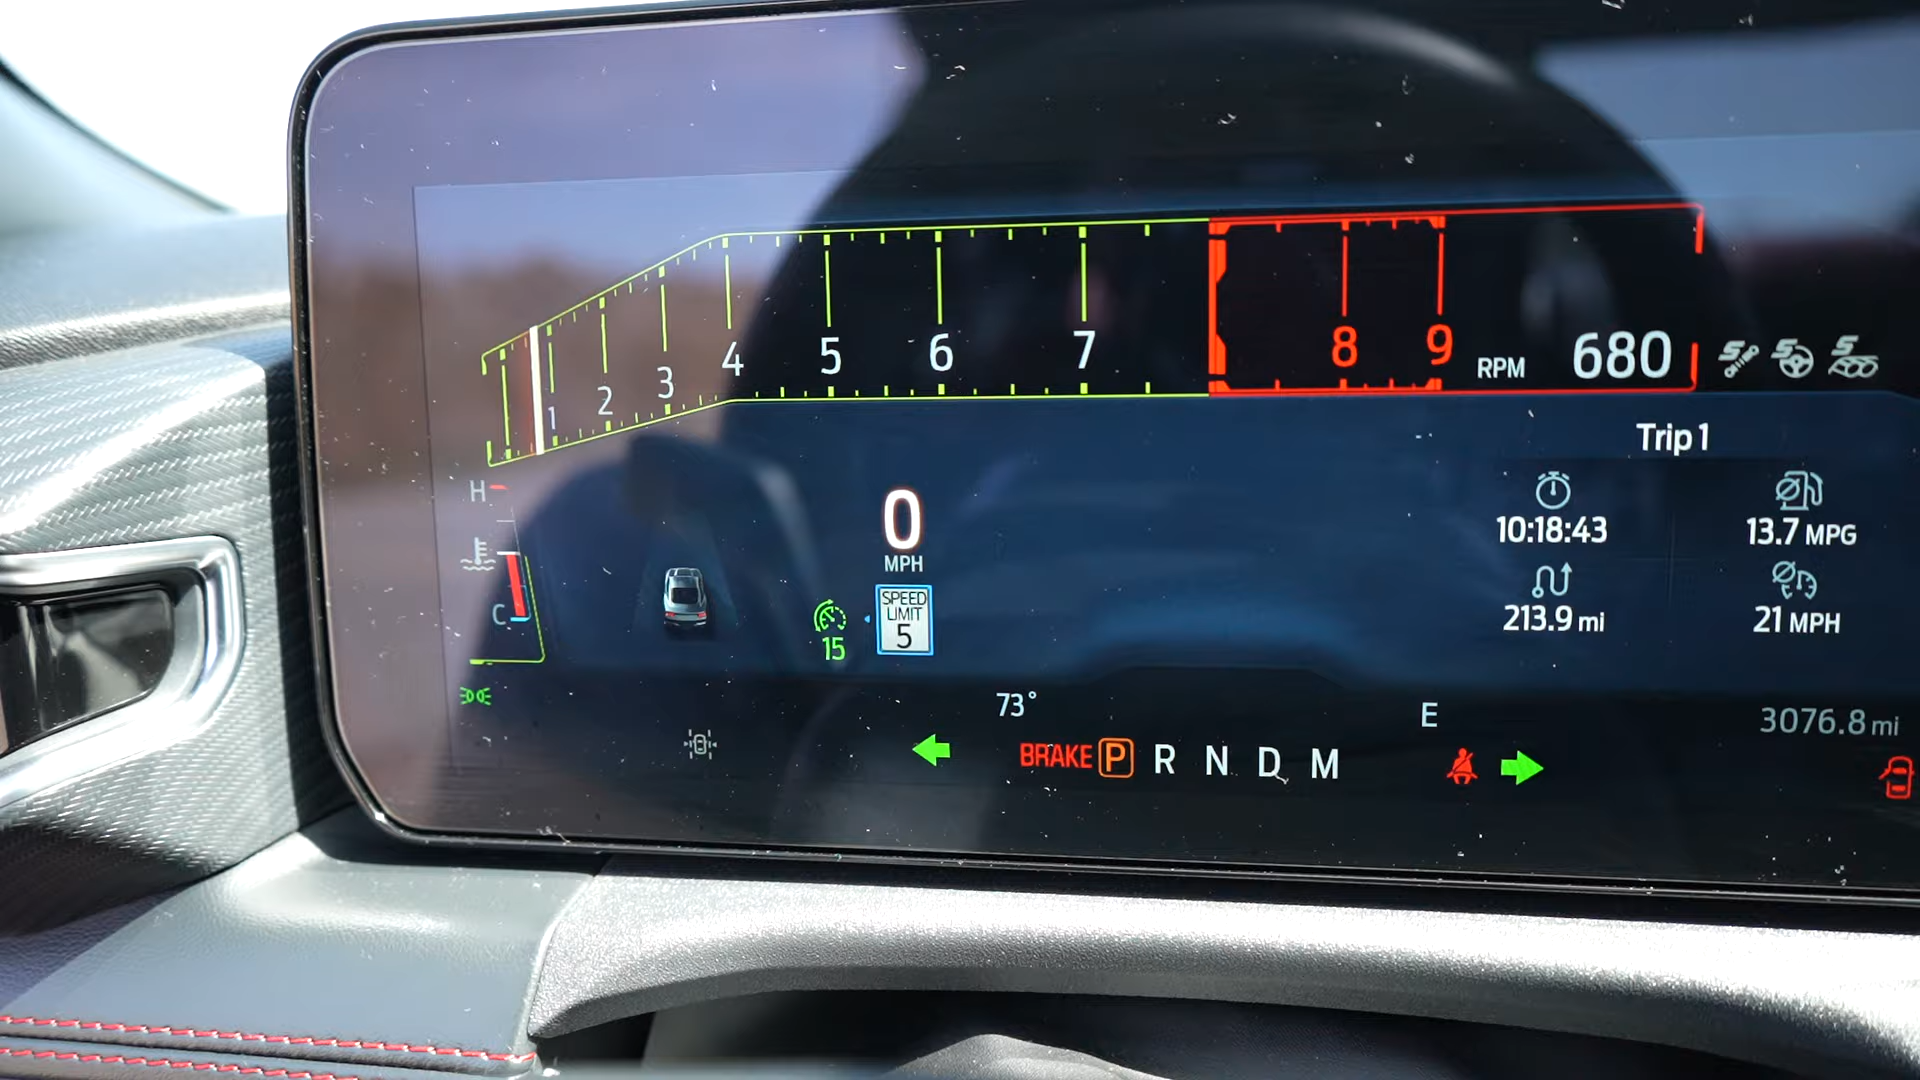 1 2 3 4 5 6 7 8 9 RPM 680
S S S
Trip 1
H
C
0
MPH
10:18:43
13.7 MPG
213.9 mi
21 MPH
15
SPEED
LIMIT
5
73°
E
3076.8 mi
BRAKE P R N D M